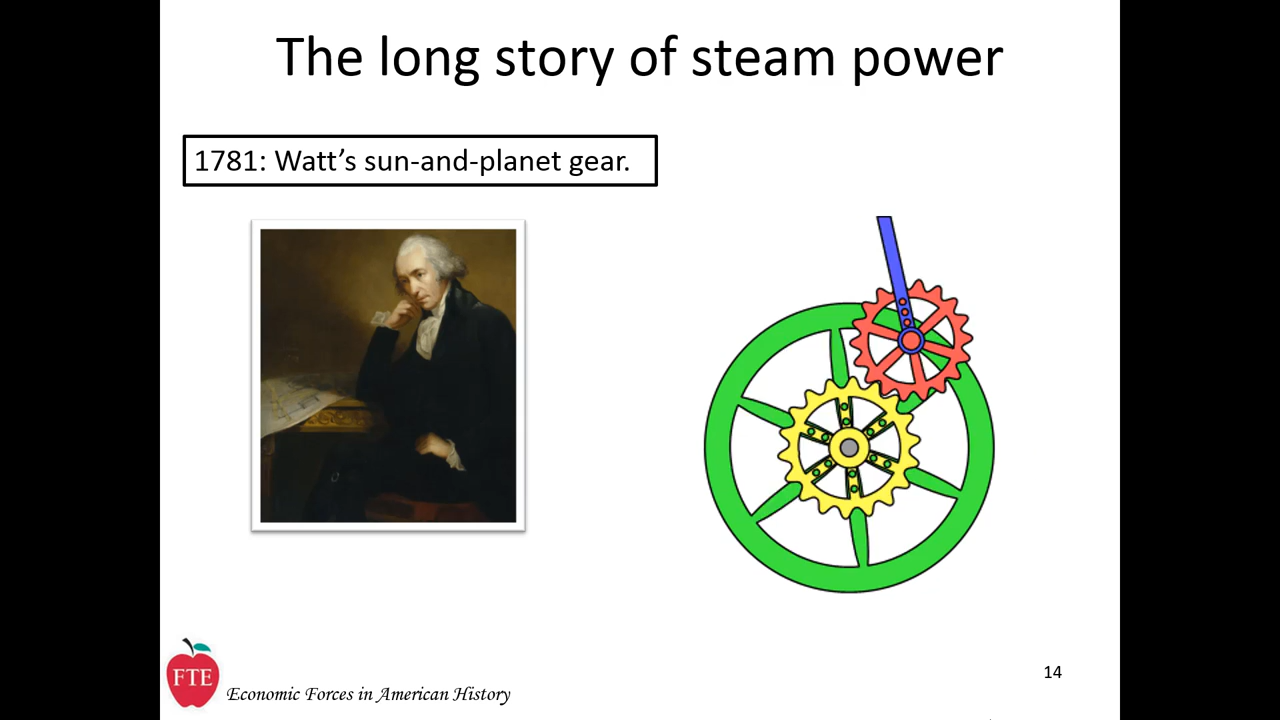 The long story of steam power
1781: Watt’s sun-and-planet gear.
FTE
Economic Forces in American History
14